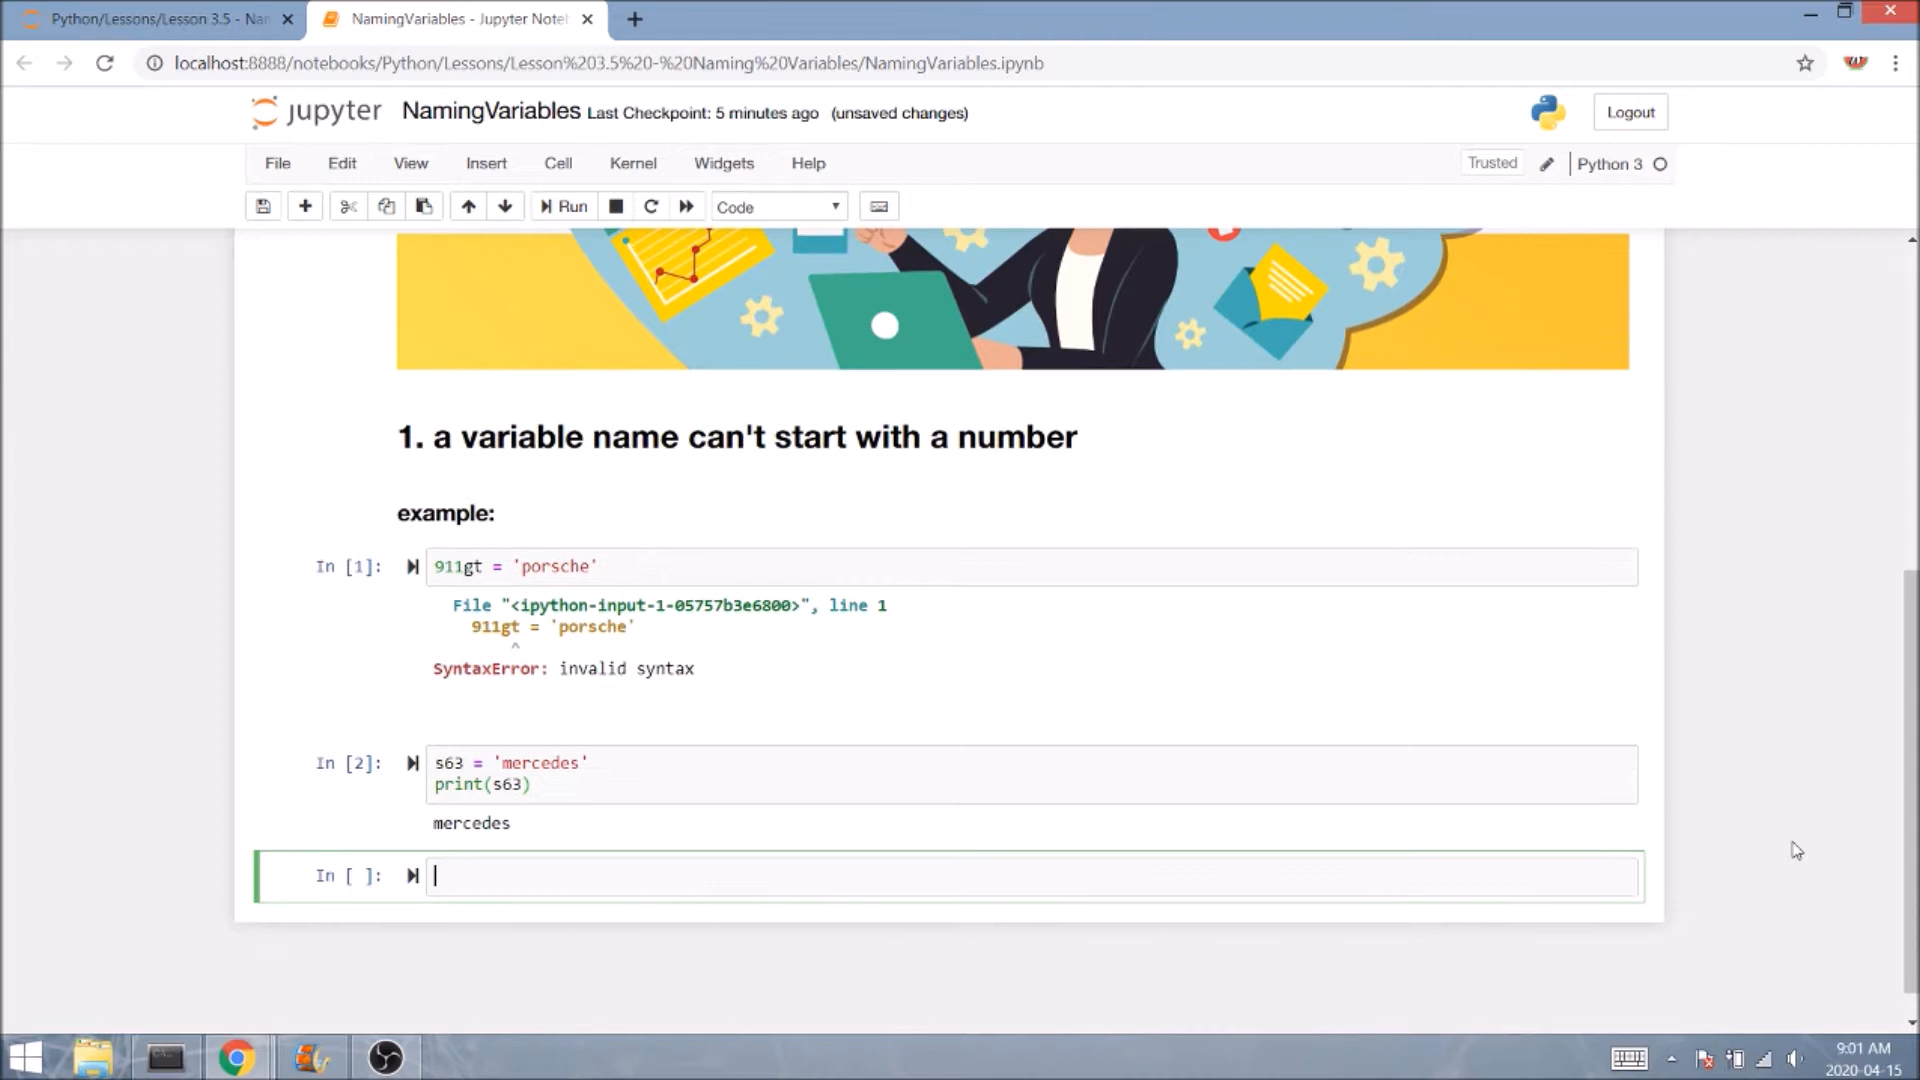 Python/Lessons/Lesson 3.5 - Na
NamingVariables - Jupyter Noteb
localhost:8888/notebooks/Python/Lessons/Lesson%203.5%20-%20Naming%20Variables/NamingVariables.ipynb
jupyter NamingVariables Last Checkpoint: 5 minutes ago (unsaved changes) Logout
File Edit View Insert Cell Kernel Widgets Help Trusted Python 3
Run Code
1. a variable name can't start with a number
example:
In [1]: 911gt = 'porsche'
File "<ipython-input-1-05757b3e6800>", line 1
911gt = 'porsche'
^
SyntaxError: invalid syntax
In [2]: s63 = 'mercedes'
print(s63)
mercedes
In [ ]:
9:01 AM
2020-04-15